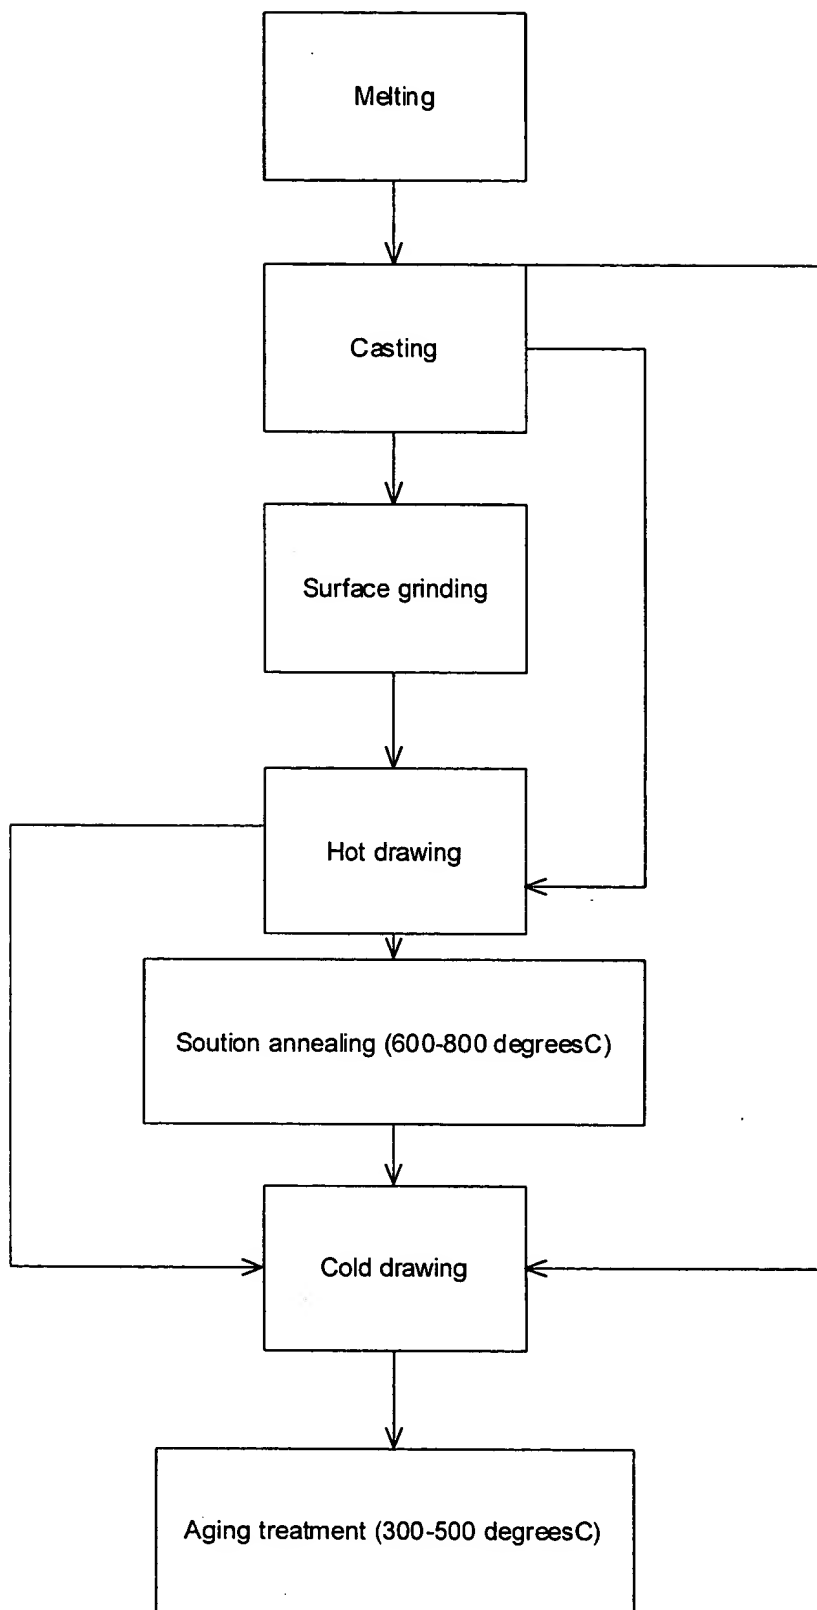 Melting
Casting
Surface grinding
Hot drawing
Soution annealing (600-800 degreesC)
Cold drawing
Aging treatment (300-500 degreesC)